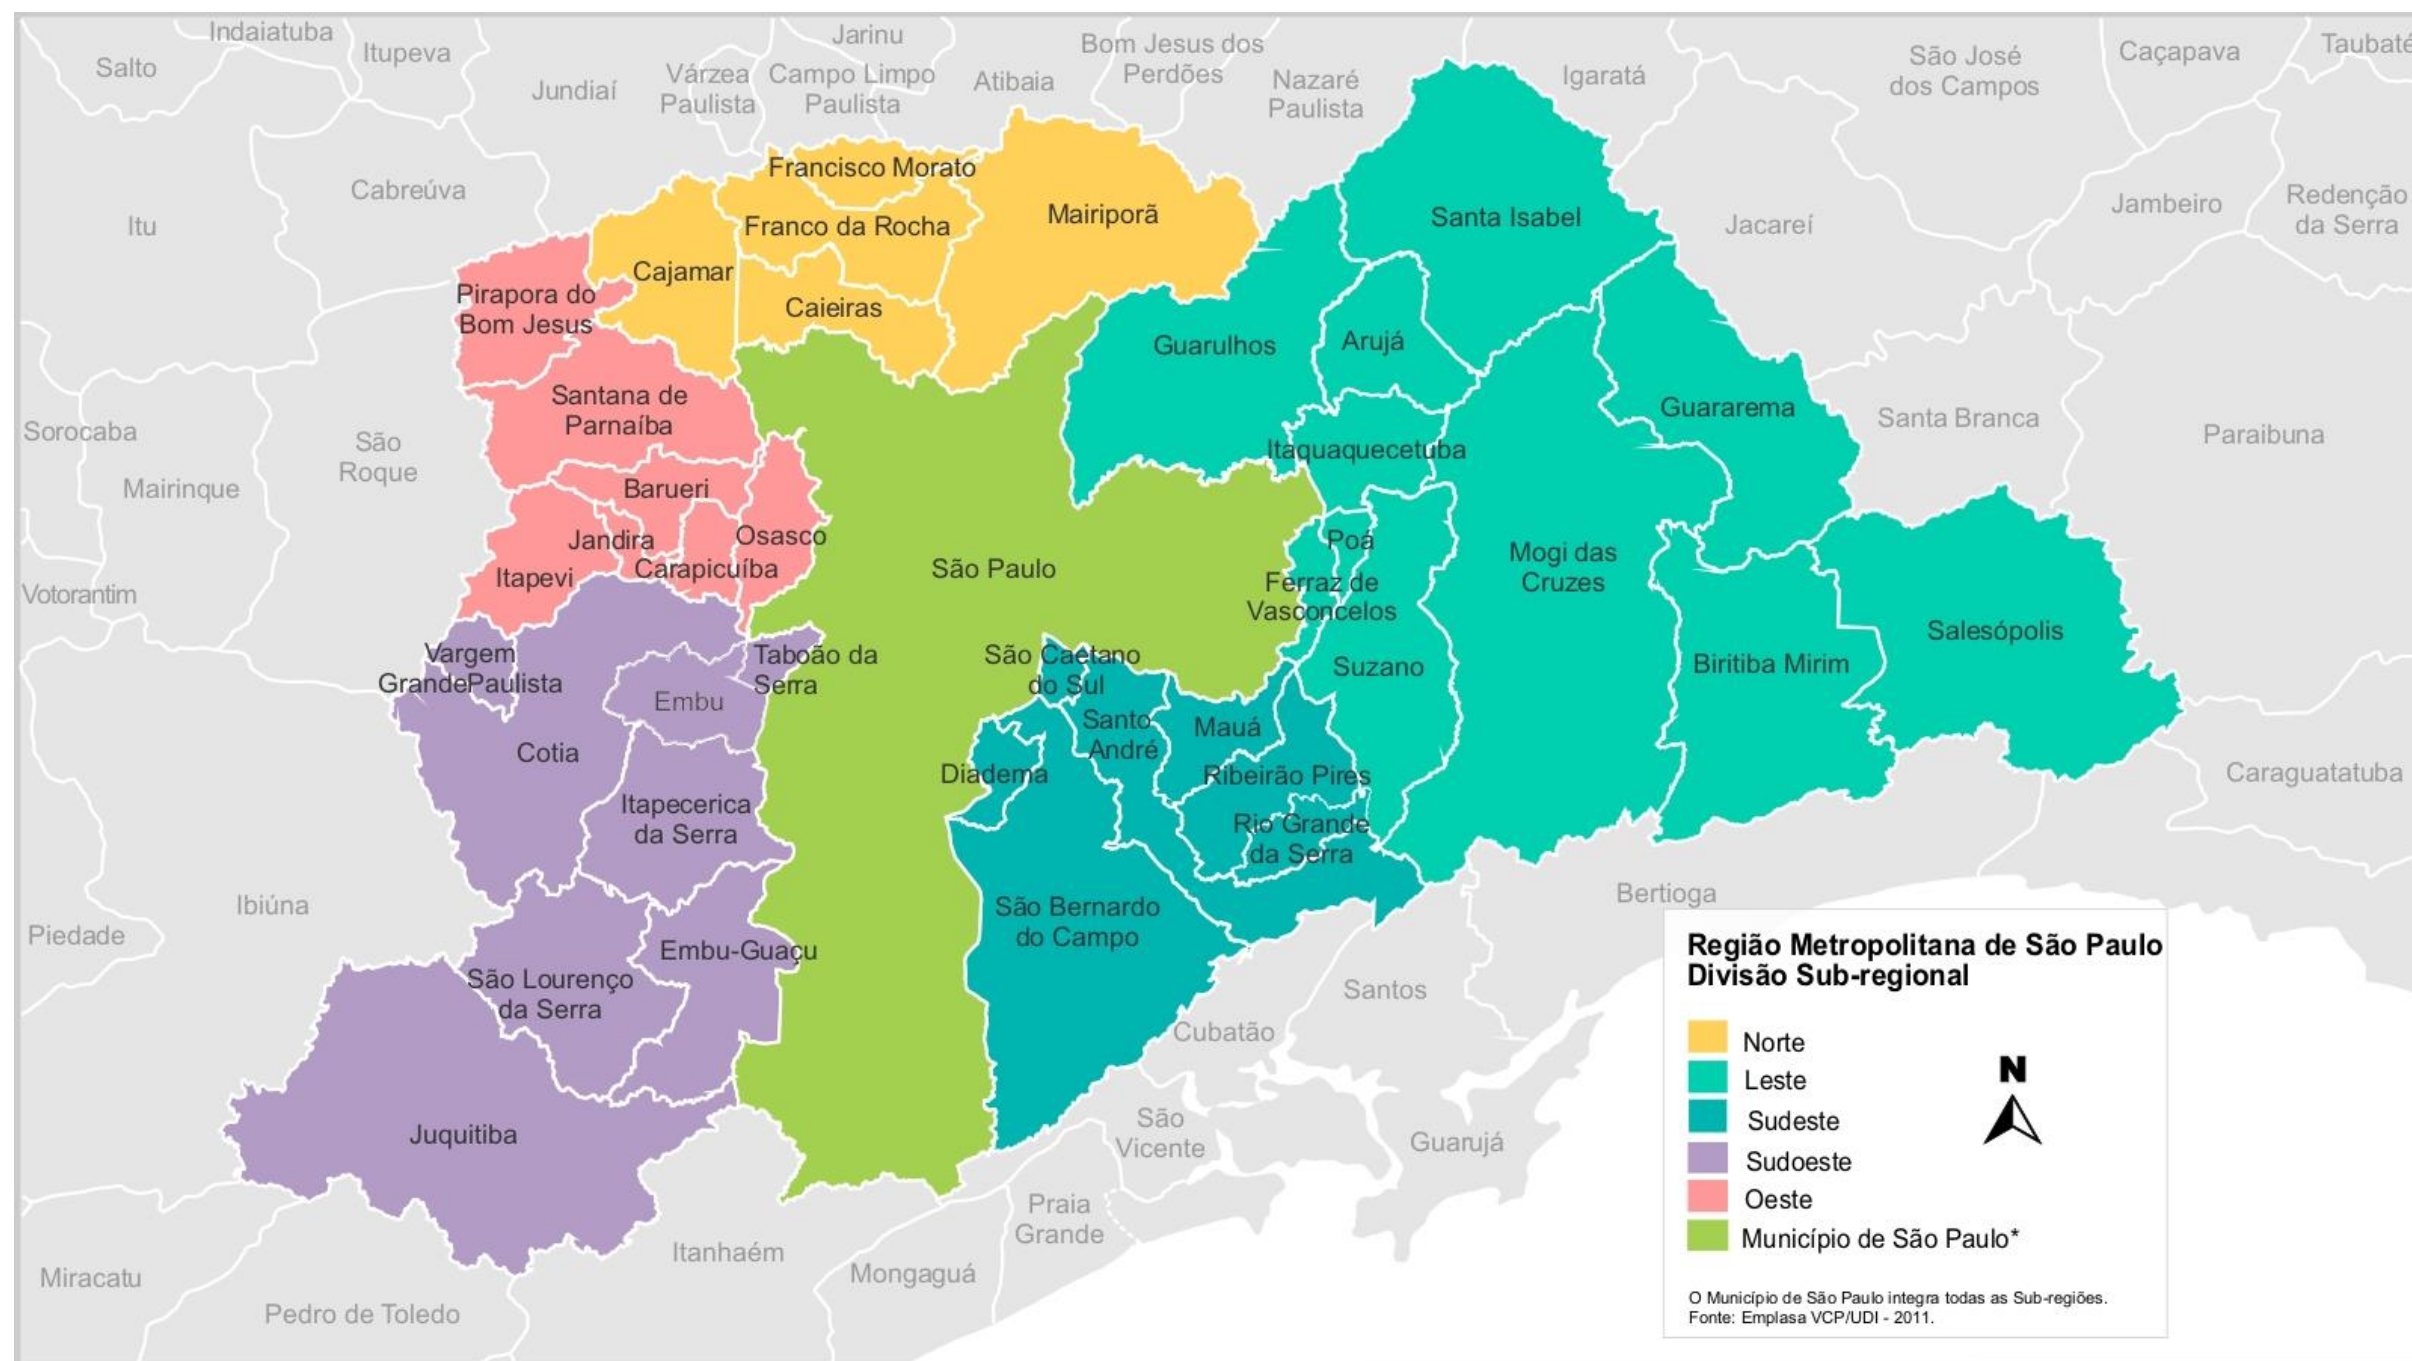 Indaiatuba
Salto
Itupeva
Jundiaí
Várzea
Paulista
Jarinu
Campo Limpo
Paulista
Atibaia
Bom Jesus dos
Perdões
Nazaré
Paulista
Igaratá
São José
dos Campos
Caçapava
Taubaté
Itu
Cabreúva
Francisco Morato
Franco da Rocha
Mairiporã
Santa Isabel
Jacareí
Jambeiro
Redenção
da Serra
Cajamar
Caieiras
Pirapora do
Bom Jesus
Guarulhos
Arujá
Santana de
Parnaíba
Guararema
Santa Branca
Paraibuna
Sorocaba
Mairinque
São
Roque
Itaquaquecetuba
Barueri
Jandira
Osasco
Itapevi
Carapicuíba
São Paulo
Poá
Ferraz de
Vasconcelos
Mogi das
Cruzes
Votorantim
Salesópolis
Biritiba Mirim
Suzano
Vargem
GrandePaulista
Taboão da
Serra
Embu
São Caetano
do Sul
Santo
André
Mauá
Cotia
Diadema
Ribeirão Pires
Rio Grande
da Serra
Itapecerica
da Serra
Caraguatatuba
Ibiúna
Piedade
São Bernardo
do Campo
Bertioga
Embu-Guaçu
São Lourenço
da Serra
Santos
Cubatão
Juquitiba
São
Vicente
Guarujá
Praia
Grande
Itanhaém
Mongaguá
Miracatu
Pedro de Toledo
Região Metropolitana de São Paulo
Divisão Sub-regional
Norte
Leste
Sudeste
Sudoeste
Oeste
Município de São Paulo*
N
O Município de São Paulo integra todas as Sub-regiões.
Fonte: Emplasa VCP/UDI - 2011.